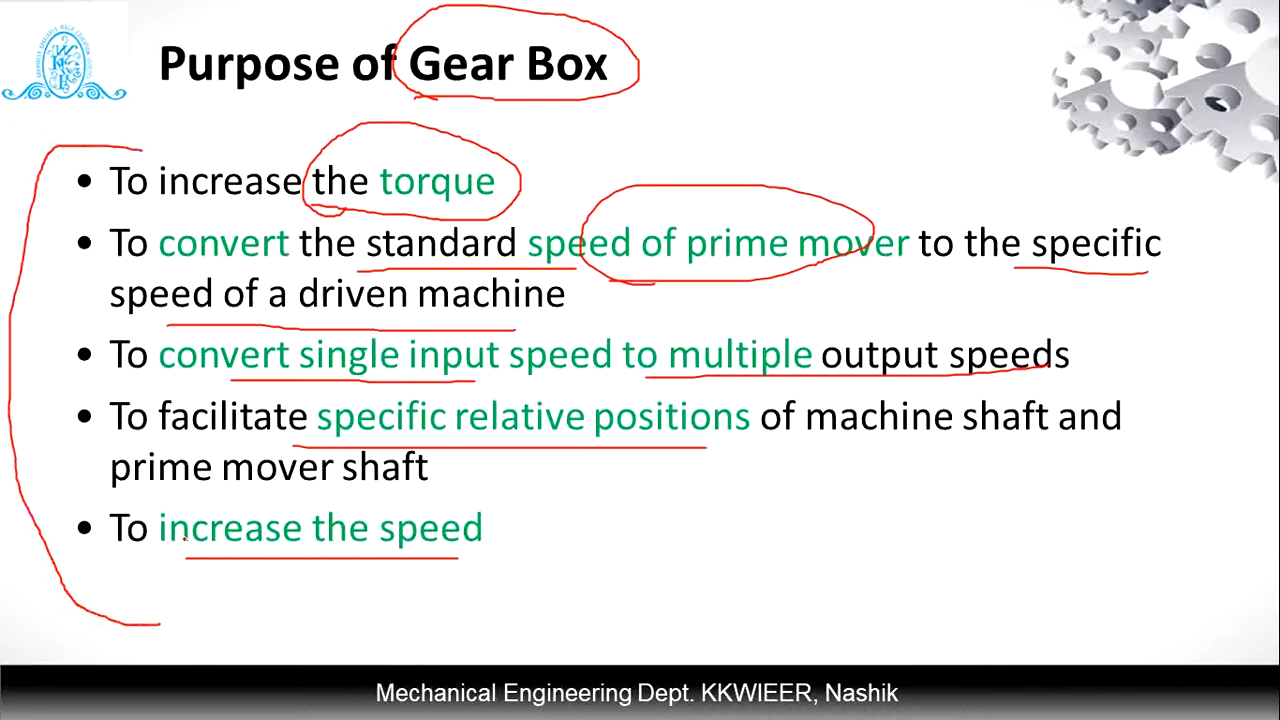 Purpose of Gear Box
• To increase the torque
• To convert the standard speed of prime mover to the specific
speed of a driven machine
• To convert single input speed to multiple output speeds
• To facilitate specific relative positions of machine shaft and
prime mover shaft
• To increase the speed
Mechanical Engineering Dept. KKWIEER, Nashik